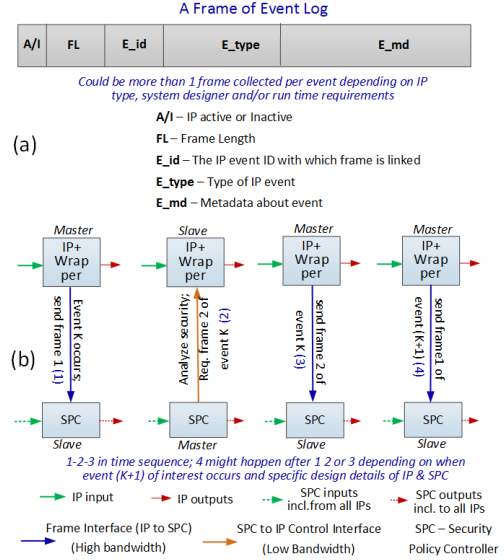 A Frame of Event Log
A/I FL E_id E_type E_md
Could be more than 1 frame collected per event depending on IP
type, system designer and/or run time requirements
A/I – IP active or Inactive
FL – Frame Length
E_id – The IP event ID with which frame is linked
E_type – Type of IP event
E_md – Metadata about event
(a)
Master Slave Master Master
IP+ IP+ IP+ IP+
Wrap Wrap Wrap Wrap
per per per per
Event K occurs;
send frame 1 (1)
Analyze security;
Req. frame 2 of
event K (2)
send frame 2 of
event K (3)
send frame1 of
event (K+1) (4)
(b)
SPC SPC SPC SPC
Slave Master Slave Slave
1-2-3 in time sequence; 4 might happen after 1 2 or 3 depending on when
event (K+1) of interest occurs and specific design details of IP & SPC
IP input IP outputs SPC inputs SPC outputs
incl.from all IPs incl. to all IPs
Frame Interface (IP to SPC) SPC to IP Control Interface SPC – Security
(High bandwidth) (Low Bandwidth) Policy Controller